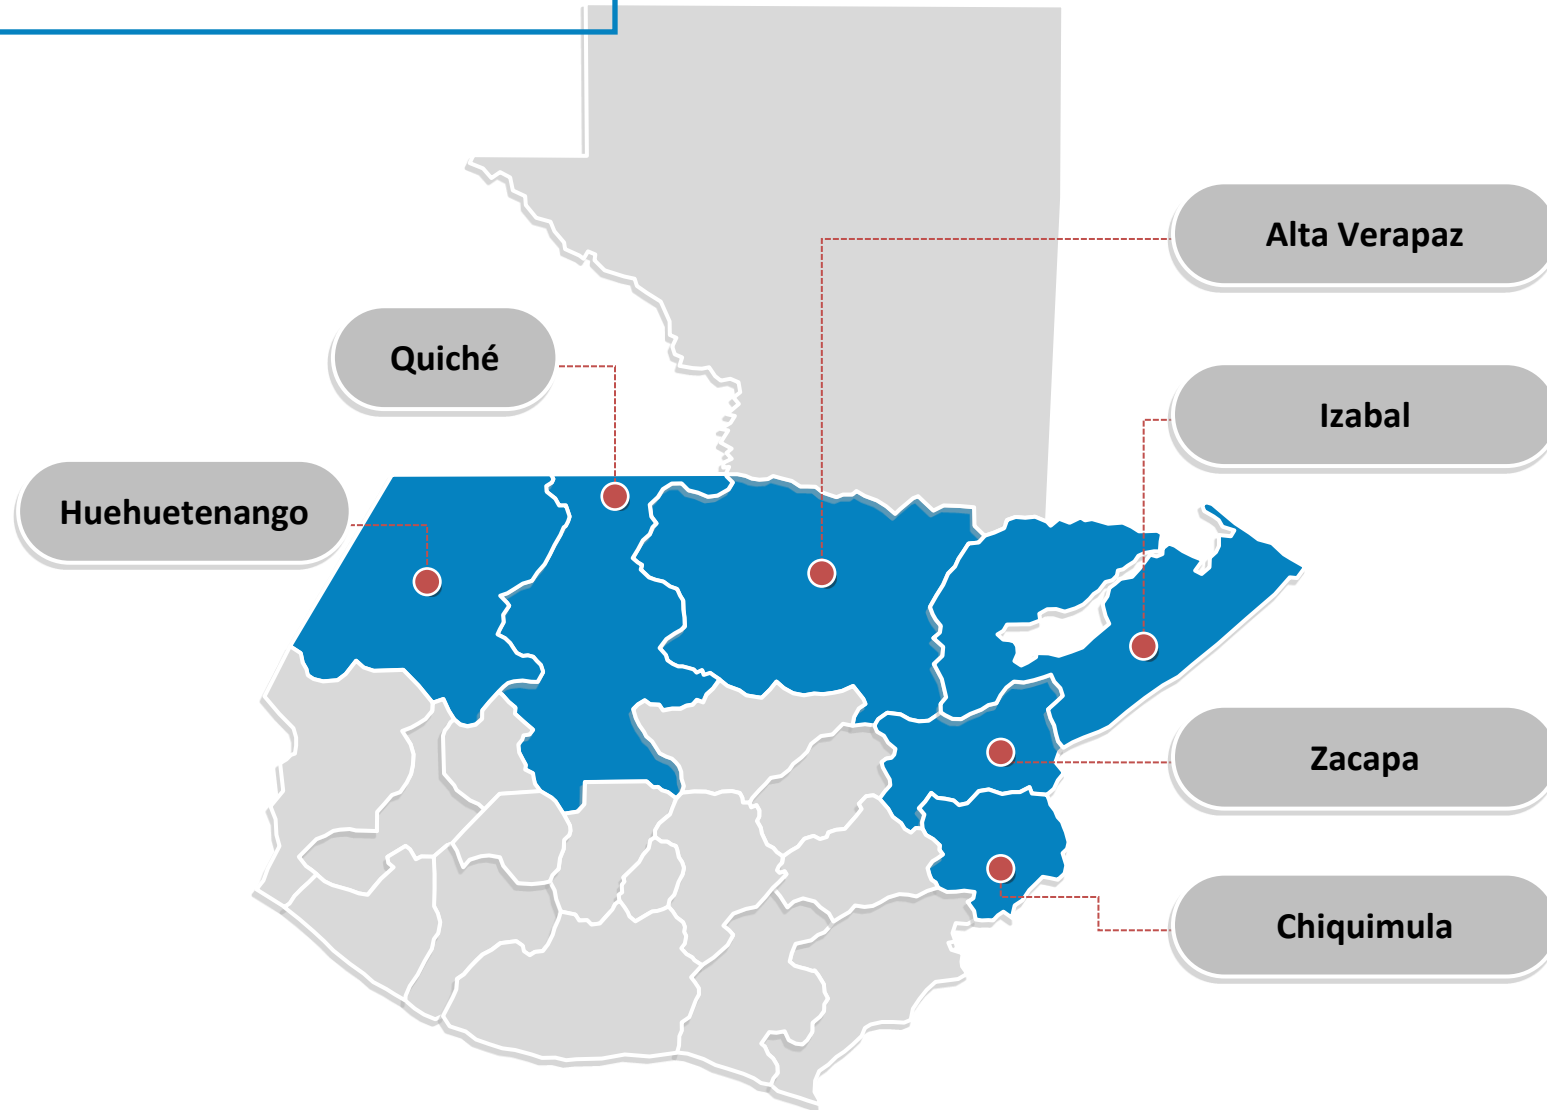 Alta Verapaz
Quiché
Izabal
Huehuetenango
Zacapa
Chiquimula